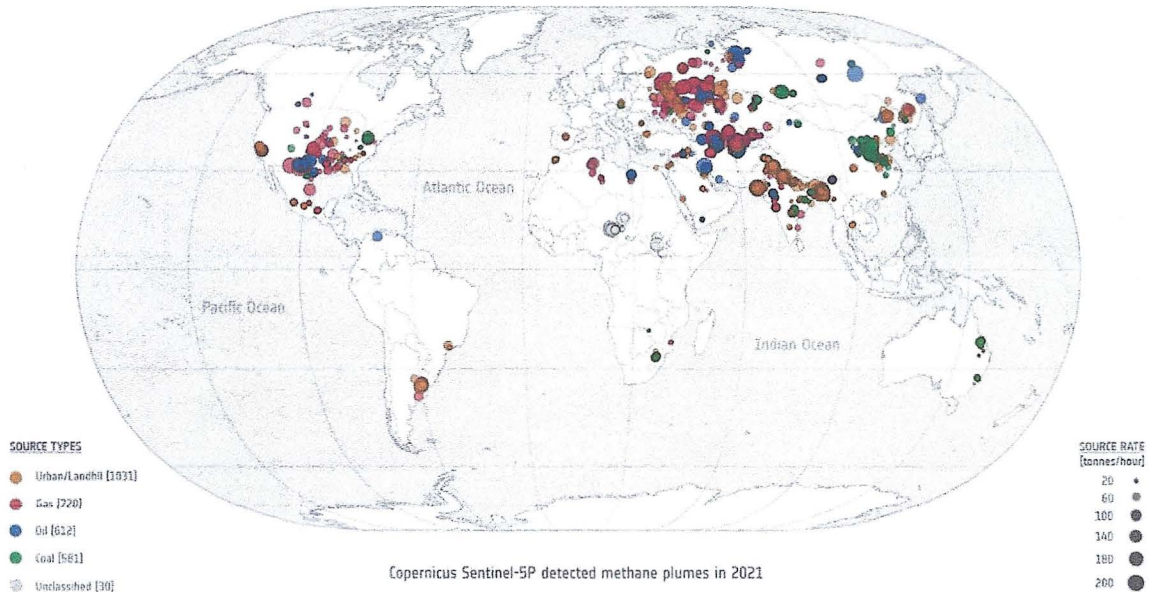 Atlantic Ocean
Pacific Ocean
Indian Ocean
SOURCE TYPES
Urban/Landfill [1031]
Gas [720]
Oil [612]
Coal [581]
Unclassified [30]
SOURCE RATE
[tonnes/hour]
20
60
100
140
180
200
Copernicus Sentinel-5P detected methane plumes in 2021